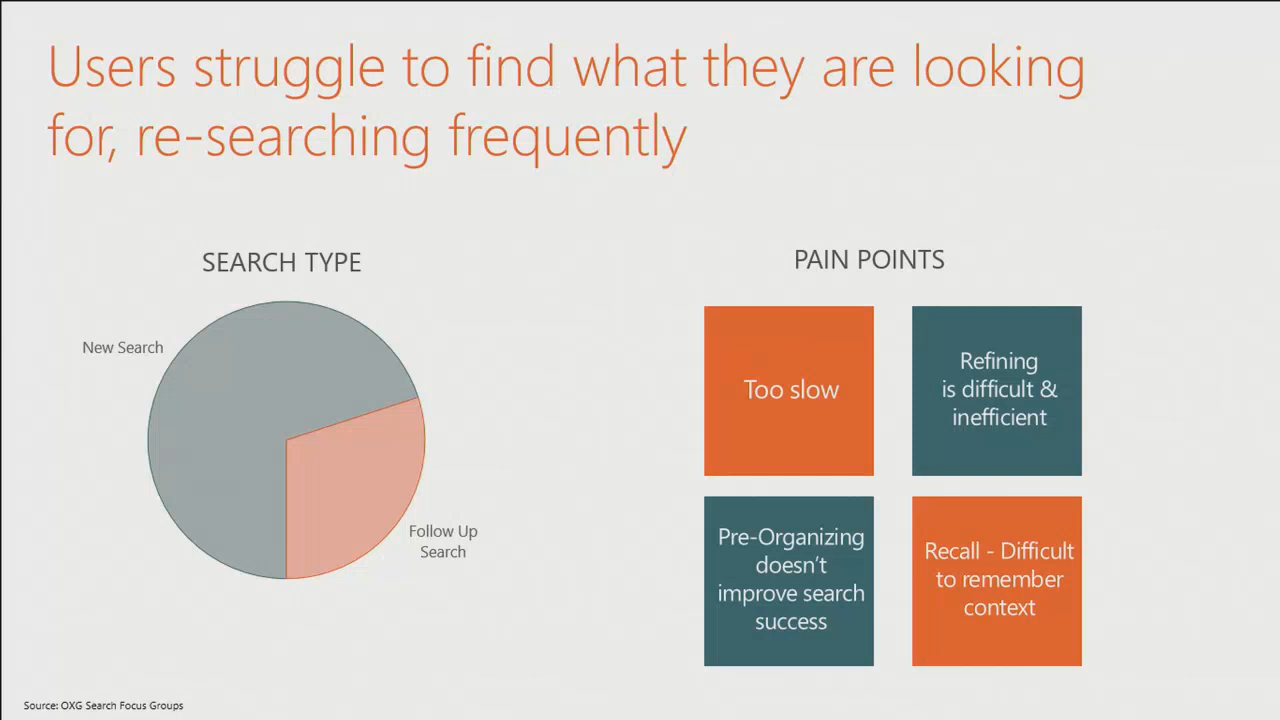 Users struggle to find what they are looking
for, re-searching frequently
SEARCH TYPE
New Search
Follow Up
Search
PAIN POINTS
Too slow
Refining
is difficult &
inefficient
Pre-Organizing
doesn't
improve search
success
Recall - Difficult
to remember
context
Source: OXG Search Focus Groups